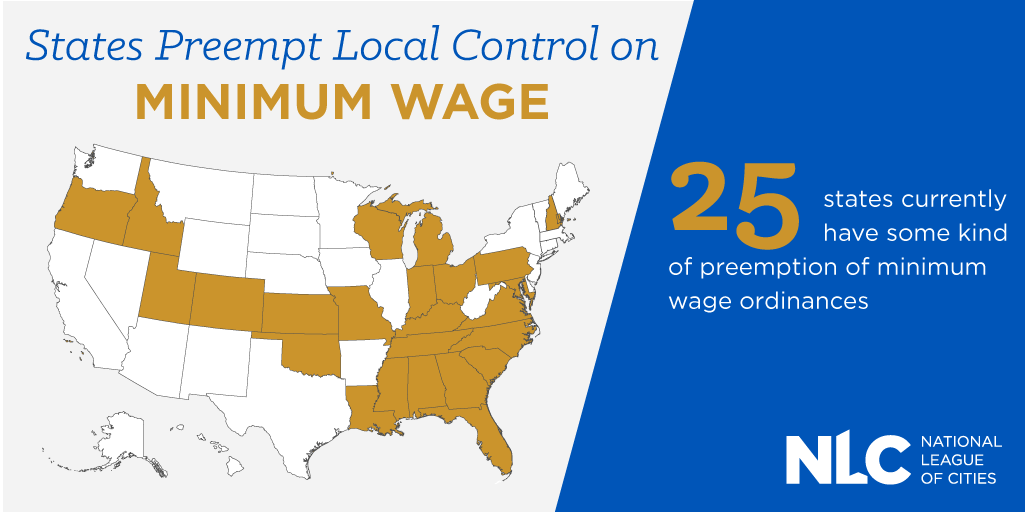 States Preempt Local Control on
MINIMUM WAGE
25 states currently
have some kind
of preemption of minimum
wage ordinances
NLC NATIONAL
LEAGUE
OF CITIES